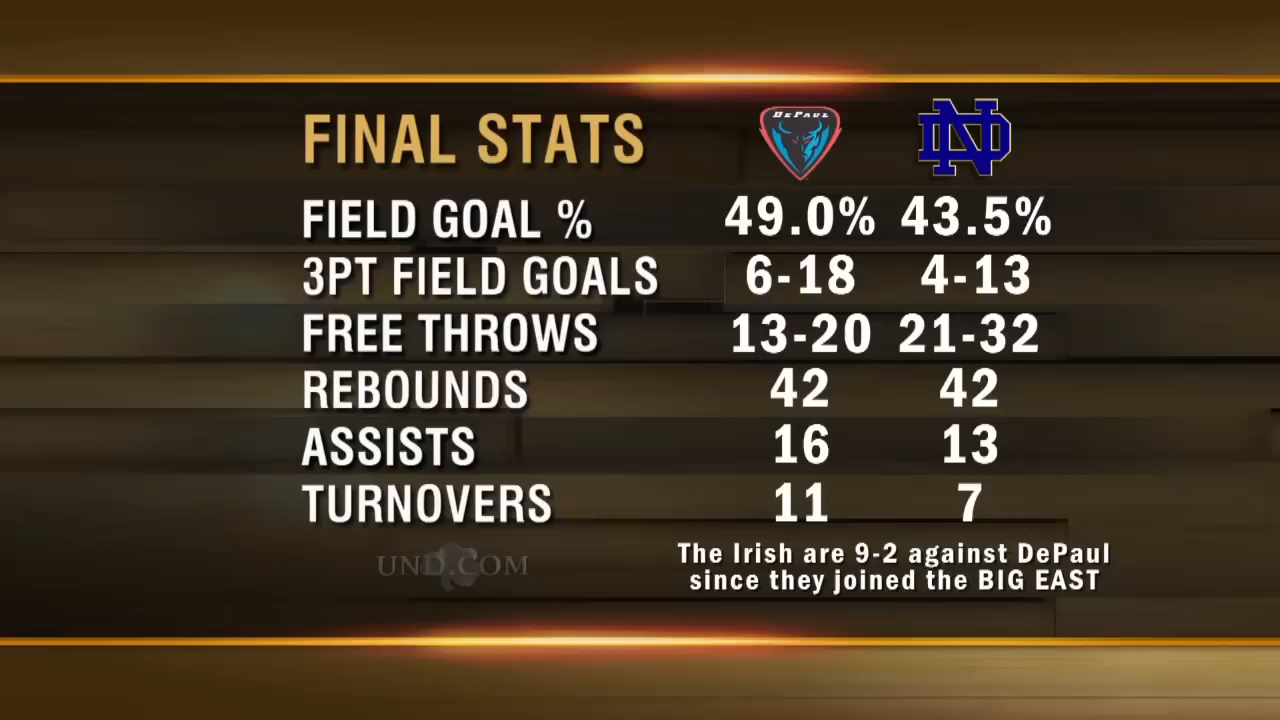 FINAL STATS DEPAUL ND
FIELD GOAL % 49.0% 43.5%
3PT FIELD GOALS 6-18 4-13
FREE THROWS 13-20 21-32
REBOUNDS 42 42
ASSISTS 16 13
TURNOVERS 11 7
The Irish are 9-2 against DePaul
since they joined the BIG EAST
UND.COM